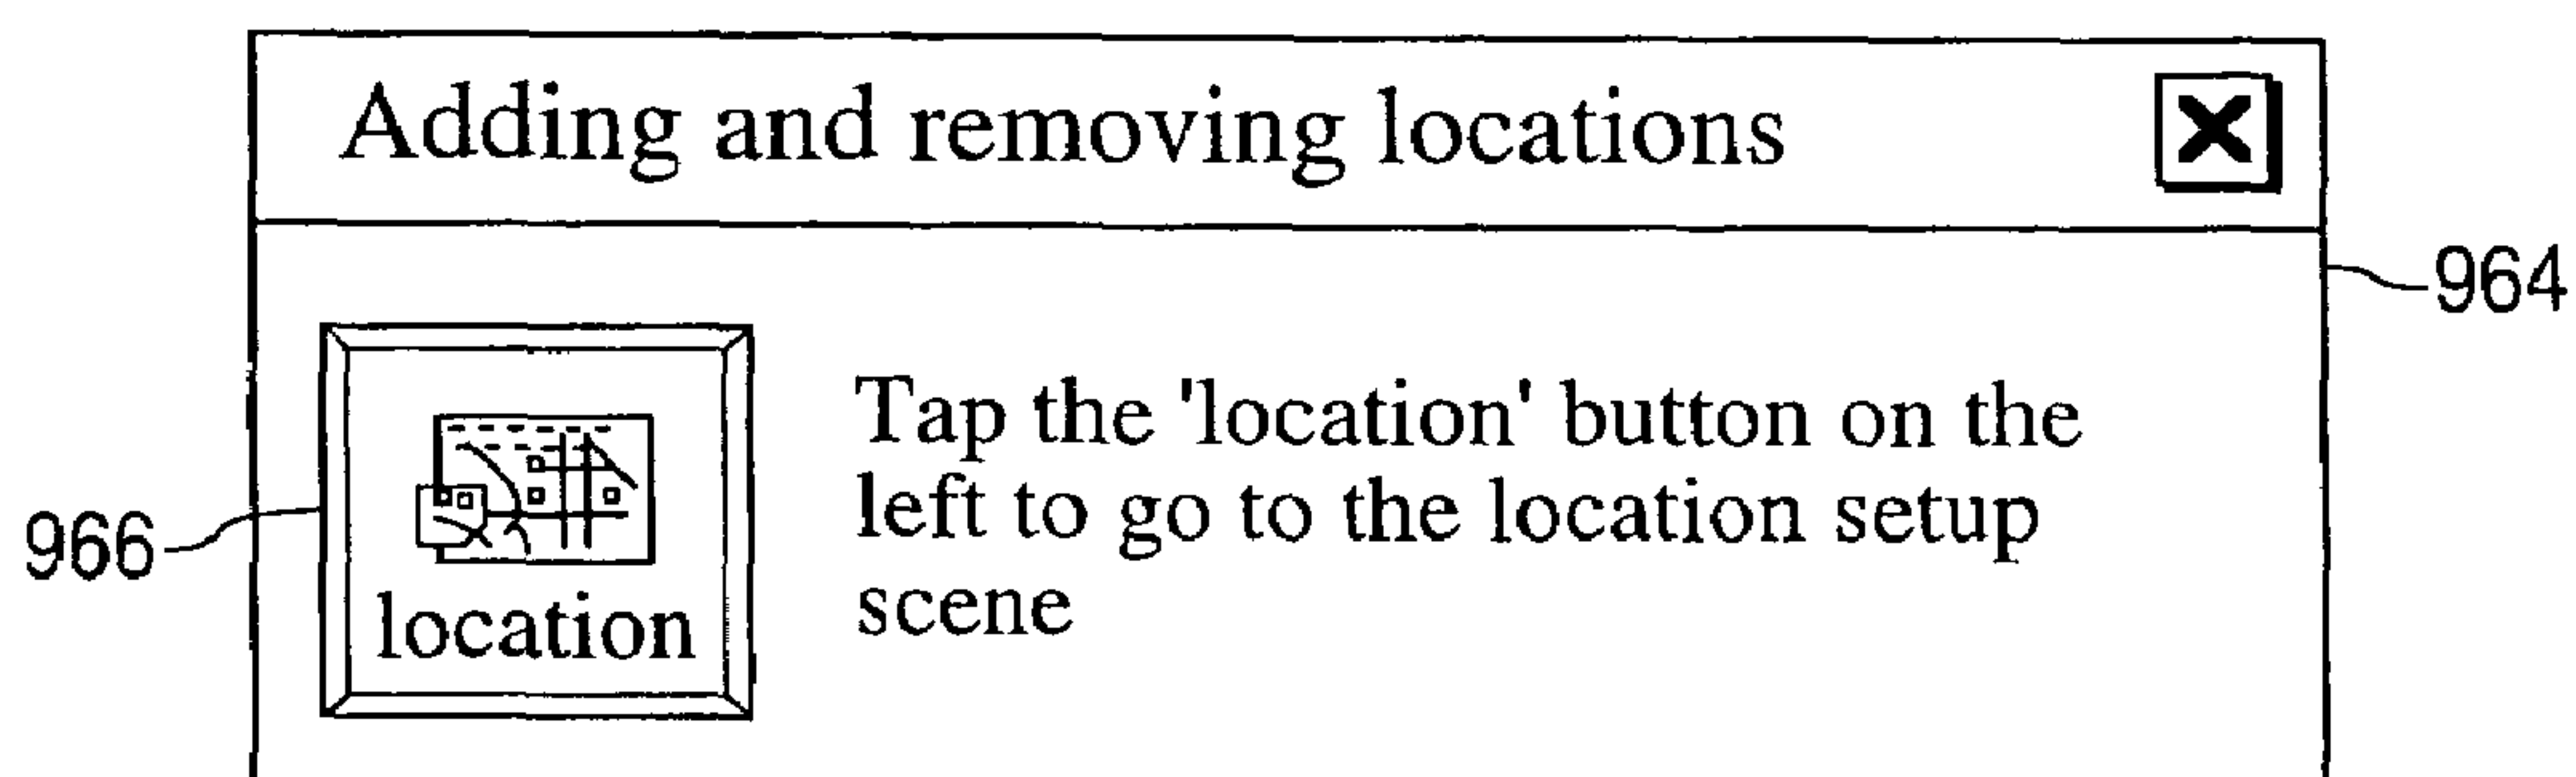 Adding and removing locations
964
Tap the 'location' button on the
left to go to the location setup
scene
966
location